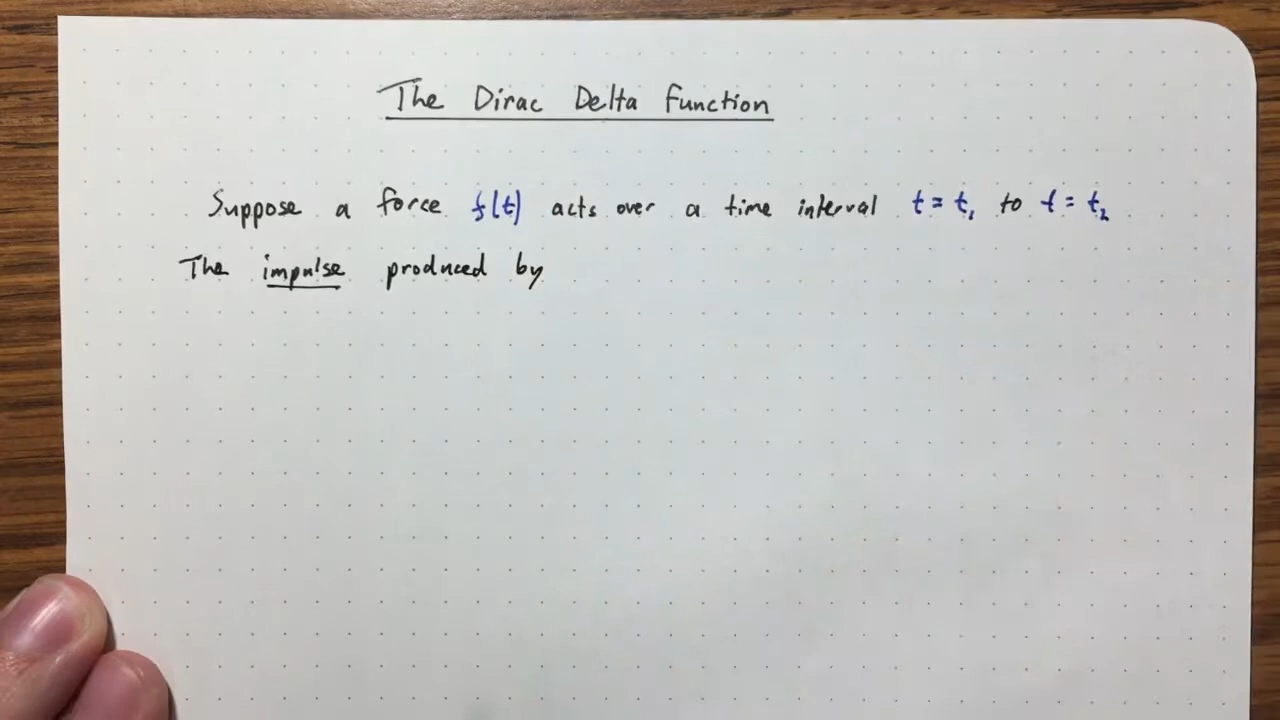 The Dirac Delta Function
Suppose a force f(t) acts over a time interval t = t₁ to t = t₂
The impulse produced by